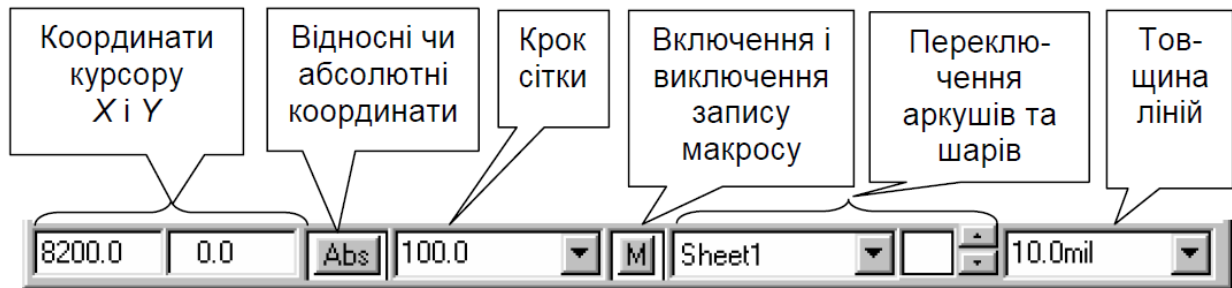 Координати
курсору
X і Y
Відносні чи
абсолютні
координати
Крок
сітки
Включення і
виключення
запису
макросу
Переклю-
чення
аркушів та
шарів
Тов-
щина
ліній
8200.0 0.0 Abs 100.0 M Sheet1 10.0mil